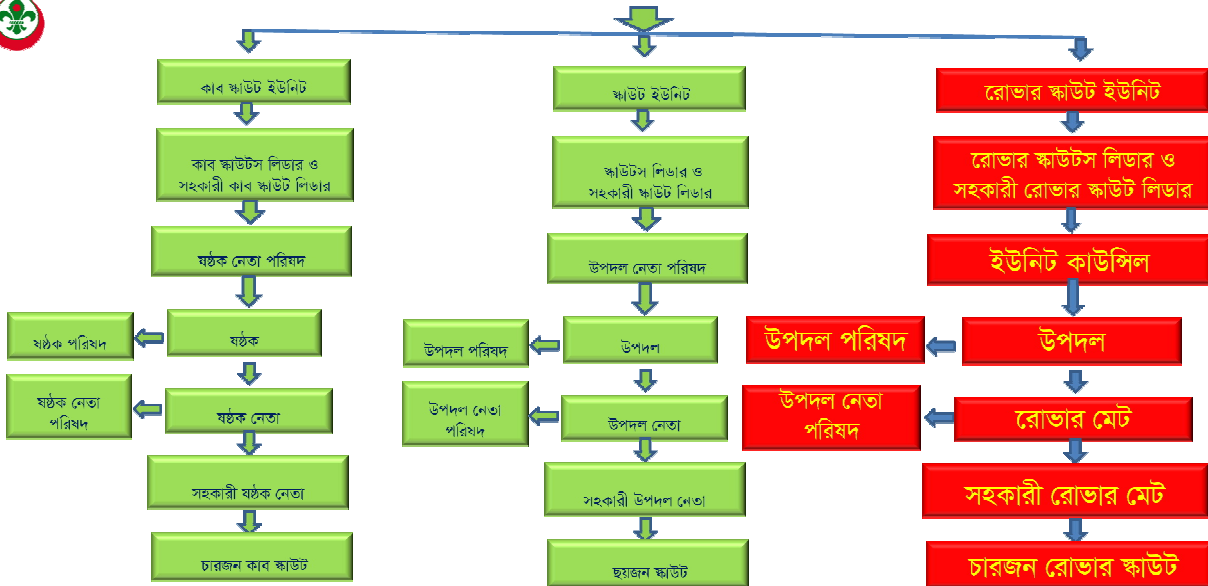 কাব স্কাউট ইউনিট
কাব স্কাউটস লিডার ও
সহকারী কাব স্কাউট লিডার
ষষ্ঠক নেতা পরিষদ
ষষ্ঠক পরিষদ
ষষ্ঠক
ষষ্ঠক নেতা
পরিষদ
ষষ্ঠক নেতা
সহকারী ষষ্ঠক নেতা
চারজন কাব স্কাউট
স্কাউট ইউনিট
স্কাউটস লিডার ও
সহকারী স্কাউট লিডার
উপদল নেতা পরিষদ
উপদল পরিষদ
উপদল
উপদল নেতা
পরিষদ
উপদল নেতা
সহকারী উপদল নেতা
ছয়জন স্কাউট
রোভার স্কাউট ইউনিট
রোভার স্কাউটস লিডার ও
সহকারী রোভার স্কাউট লিডার
ইউনিট কাউন্সিল
উপদল পরিষদ
উপদল
উপদল নেতা
পরিষদ
রোভার মেট
সহকারী রোভার মেট
চারজন রোভার স্কাউট